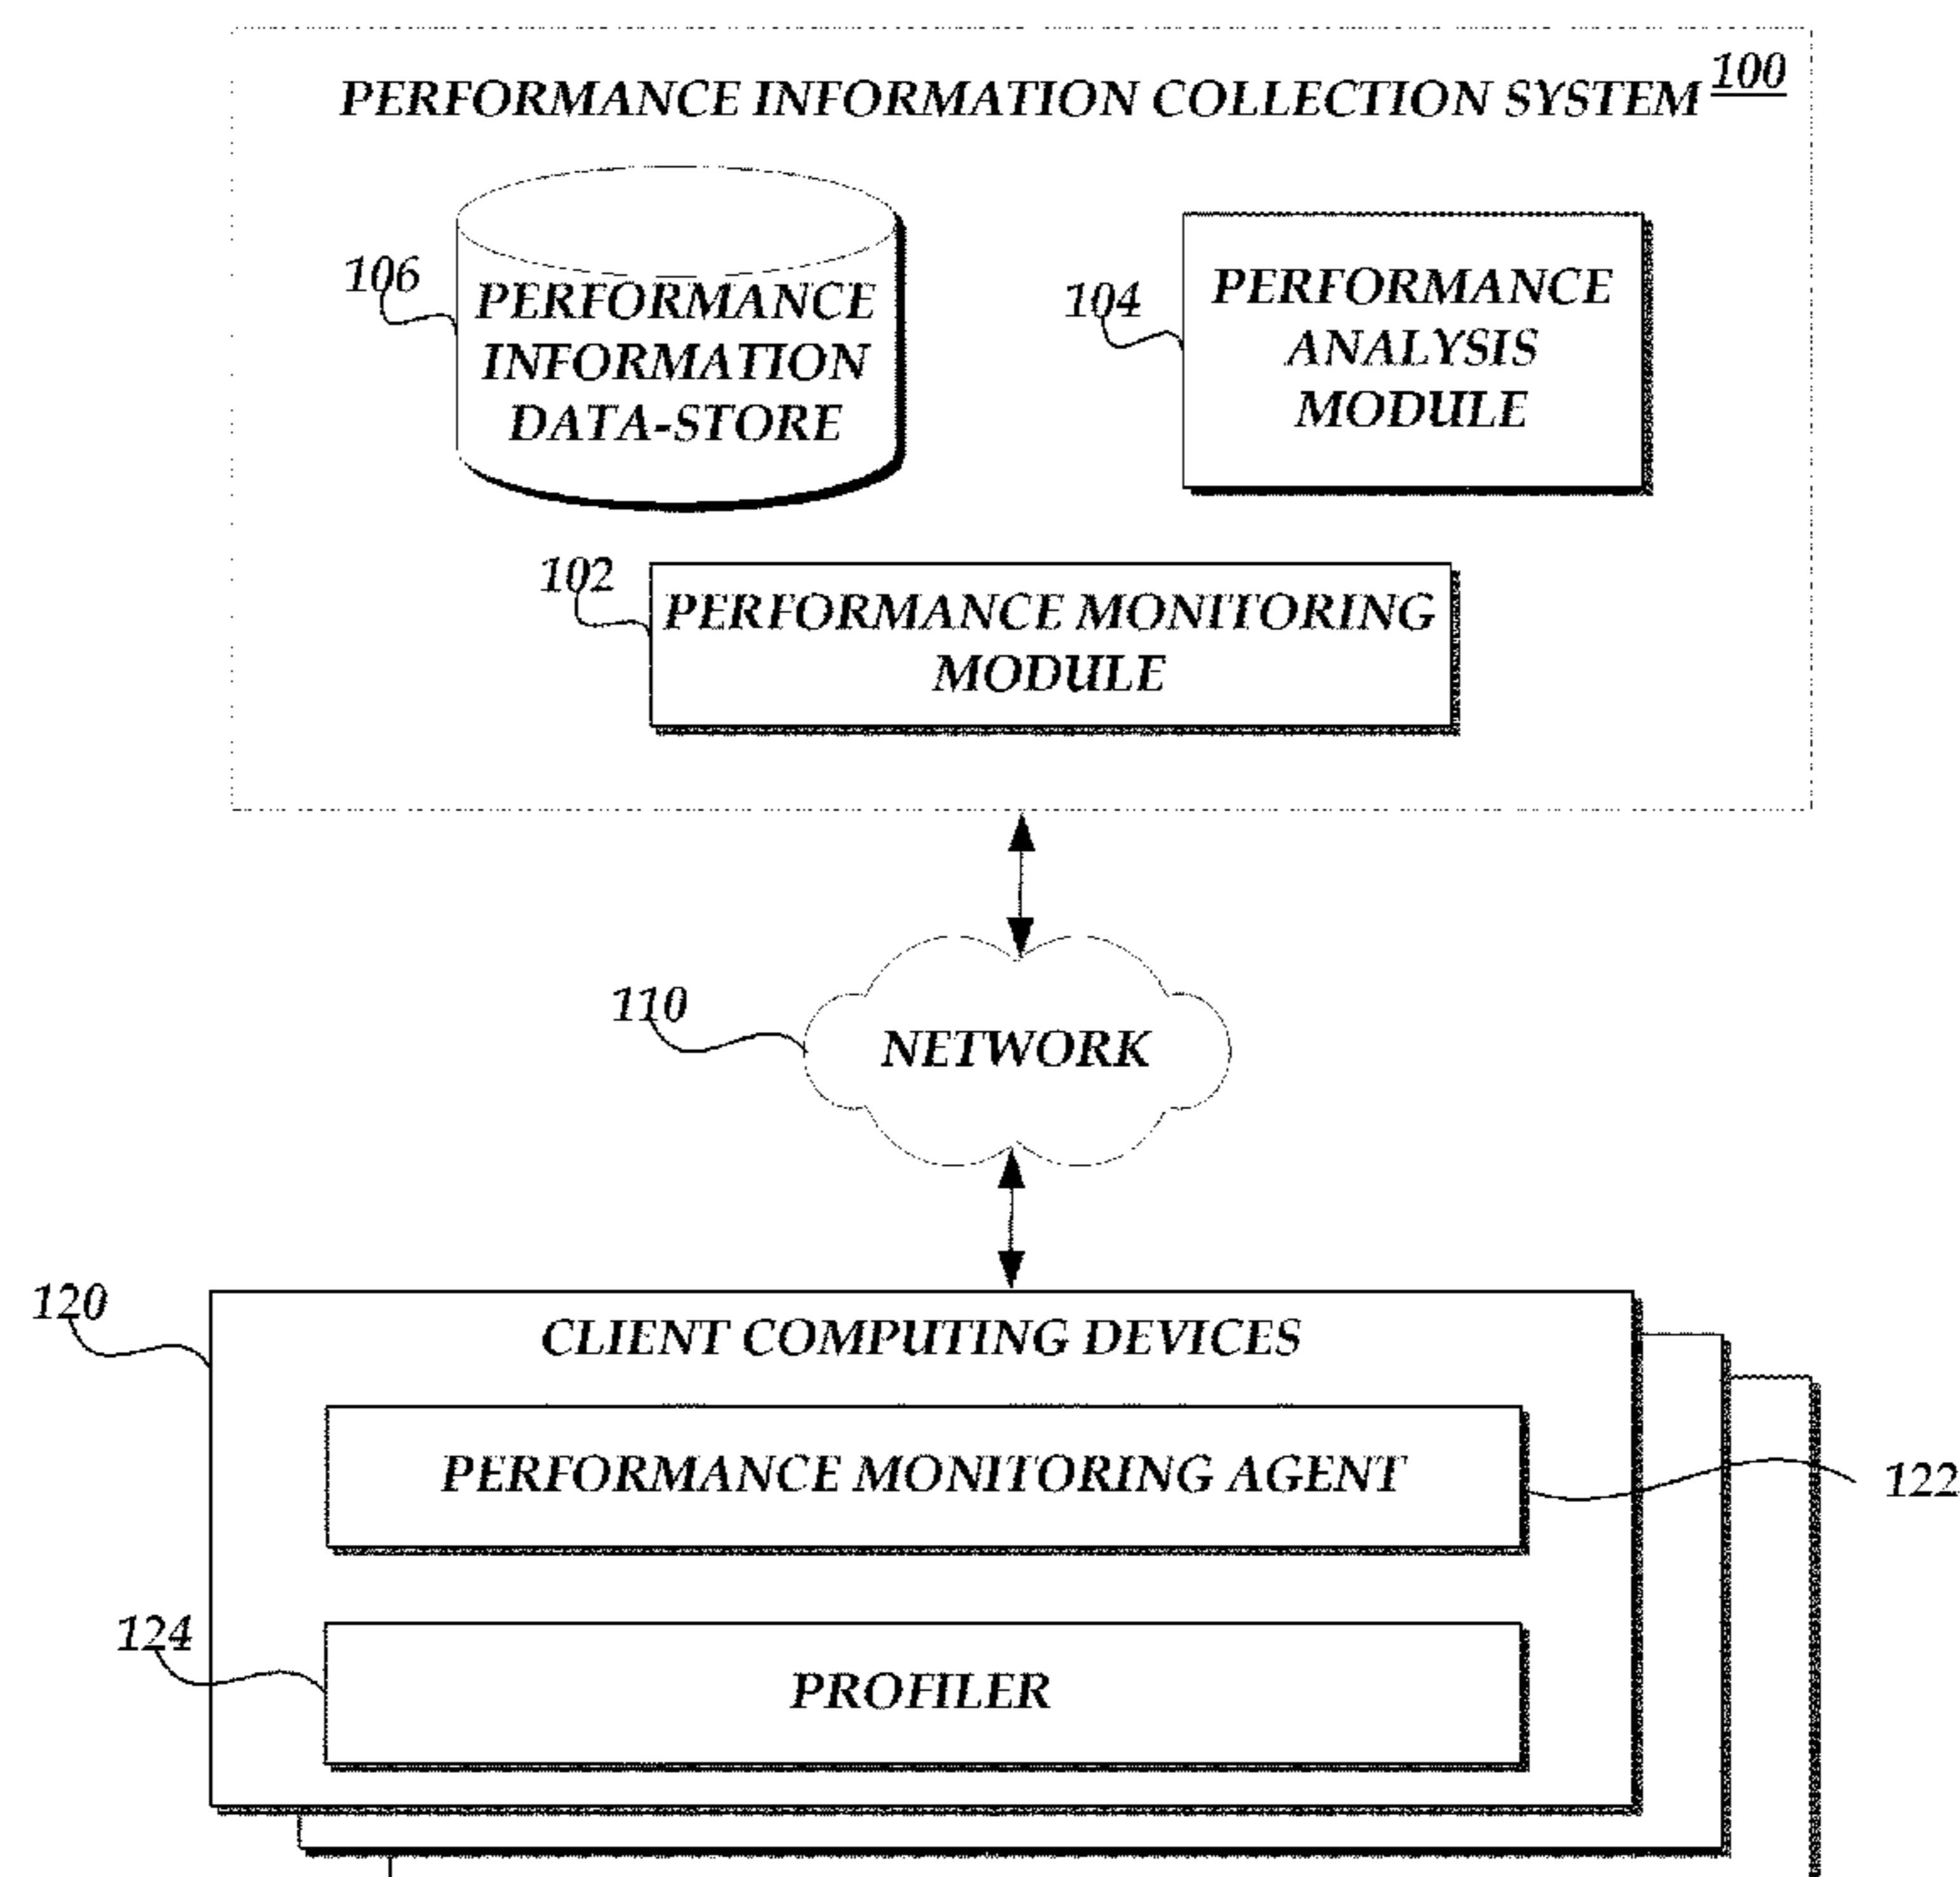 PERFORMANCE INFORMATION COLLECTION SYSTEM 100
106
PERFORMANCE
INFORMATION
DATA-STORE
104
PERFORMANCE
ANALYSIS
MODULE
102
PERFORMANCE MONITORING
MODULE
110
NETWORK
120
CLIENT COMPUTING DEVICES
PERFORMANCE MONITORING AGENT
122
124
PROFILER